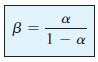 β = α / (1 − α)